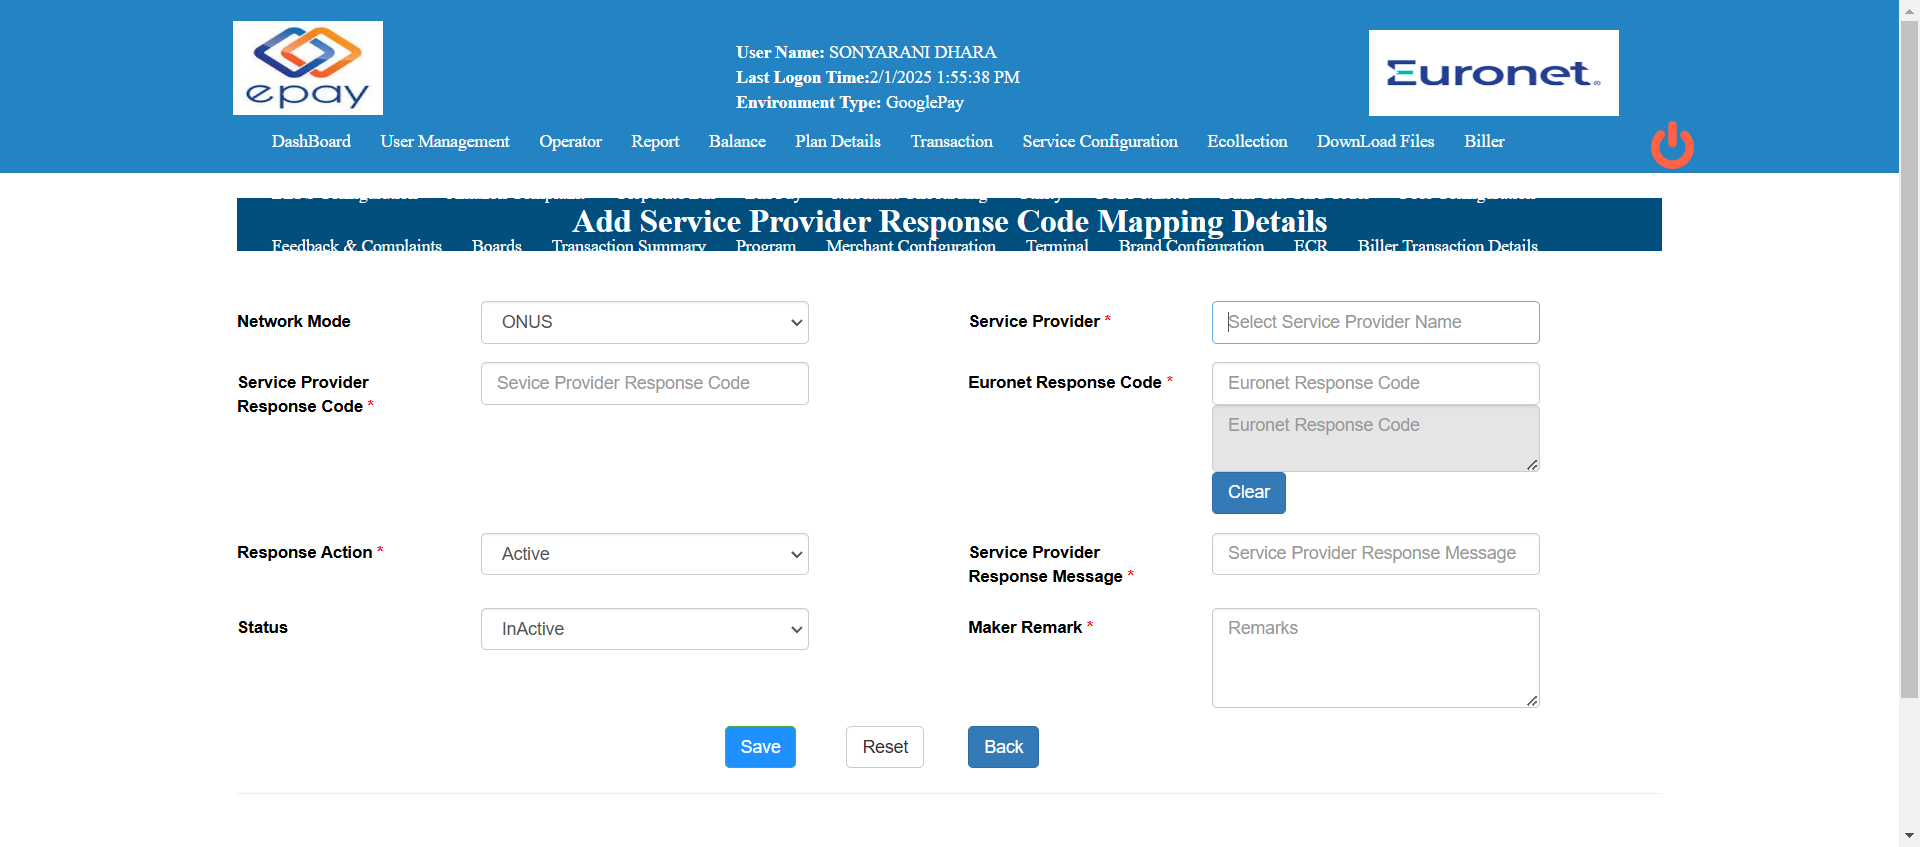 epay
User Name: SONYARANI DHARA
Last Logon Time:2/1/2025 1:55:38 PM
Environment Type: GooglePay
Euronet
DashBoard User Management Operator Report Balance Plan Details Transaction Service Configuration Ecollection DownLoad Files Biller
Add Service Provider Response Code Mapping Details
Feedback & Complaints Boards Transaction Summary Program Merchant Configuration Terminal Brand Configuration ECR Biller Transaction Details
Network Mode ONUS Service Provider * Select Service Provider Name
Service Provider Response Code * Sevice Provider Response Code
Euronet Response Code * Euronet Response Code
Euronet Response Code
Clear
Response Action * Active
Service Provider Response Message * Service Provider Response Message
Status InActive Maker Remark * Remarks
Save Reset Back